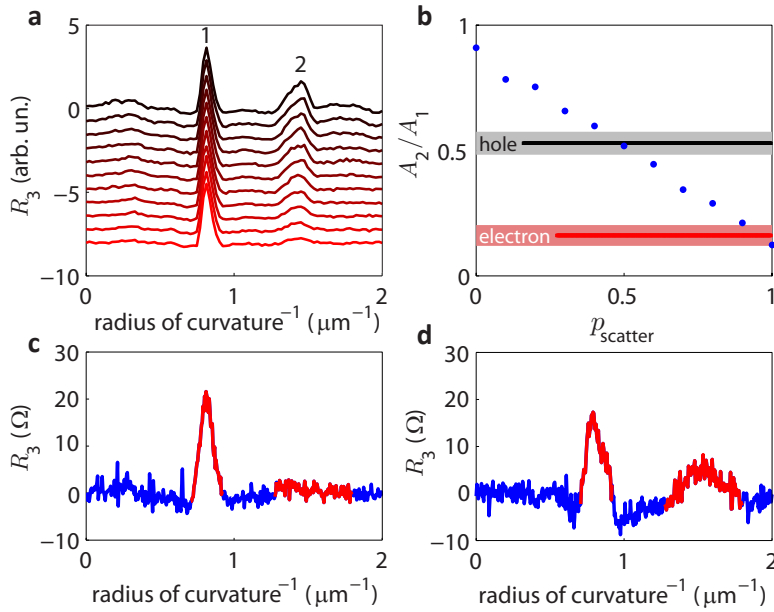 a
b
5
0
−5
−10
R3 (arb. un.)
1
2
0
1
2
radius of curvature-1 (μm-1)
1
0.5
0
A2/A1
hole
electron
0
0.5
1
pscatter
c
d
30
20
10
0
−10
R3 (Ω)
0
1
2
radius of curvature-1 (μm-1)
30
20
10
0
−10
R3 (Ω)
0
1
2
radius of curvature-1 (μm-1)